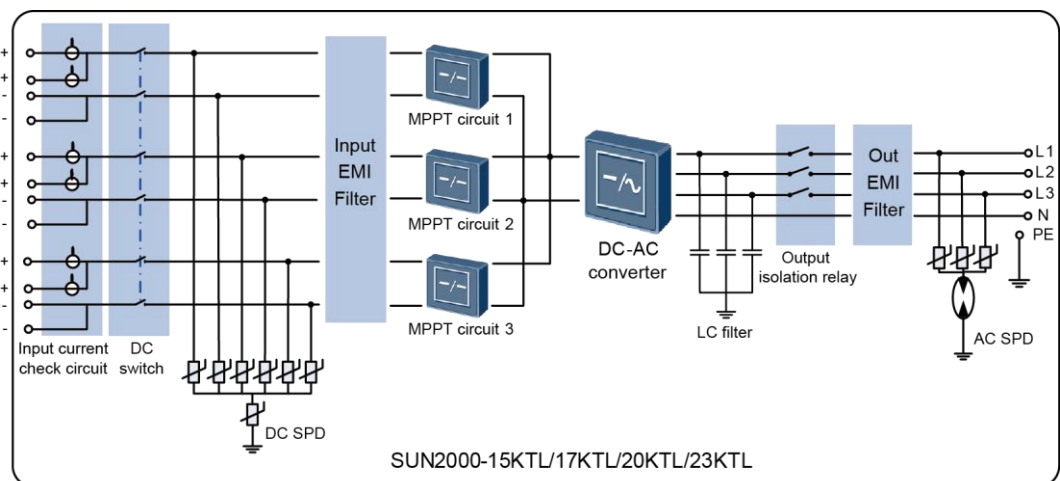 +
+
-
-
+
+
-
-
+
+
-
-
Input current
check circuit
DC
switch
DC SPD
Input
EMI
Filter
MPPT circuit 1
MPPT circuit 2
MPPT circuit 3
DC-AC
converter
LC filter
Output
isolation relay
Out
EMI
Filter
L1
L2
L3
N
PE
AC SPD
SUN2000-15KTL/17KTL/20KTL/23KTL